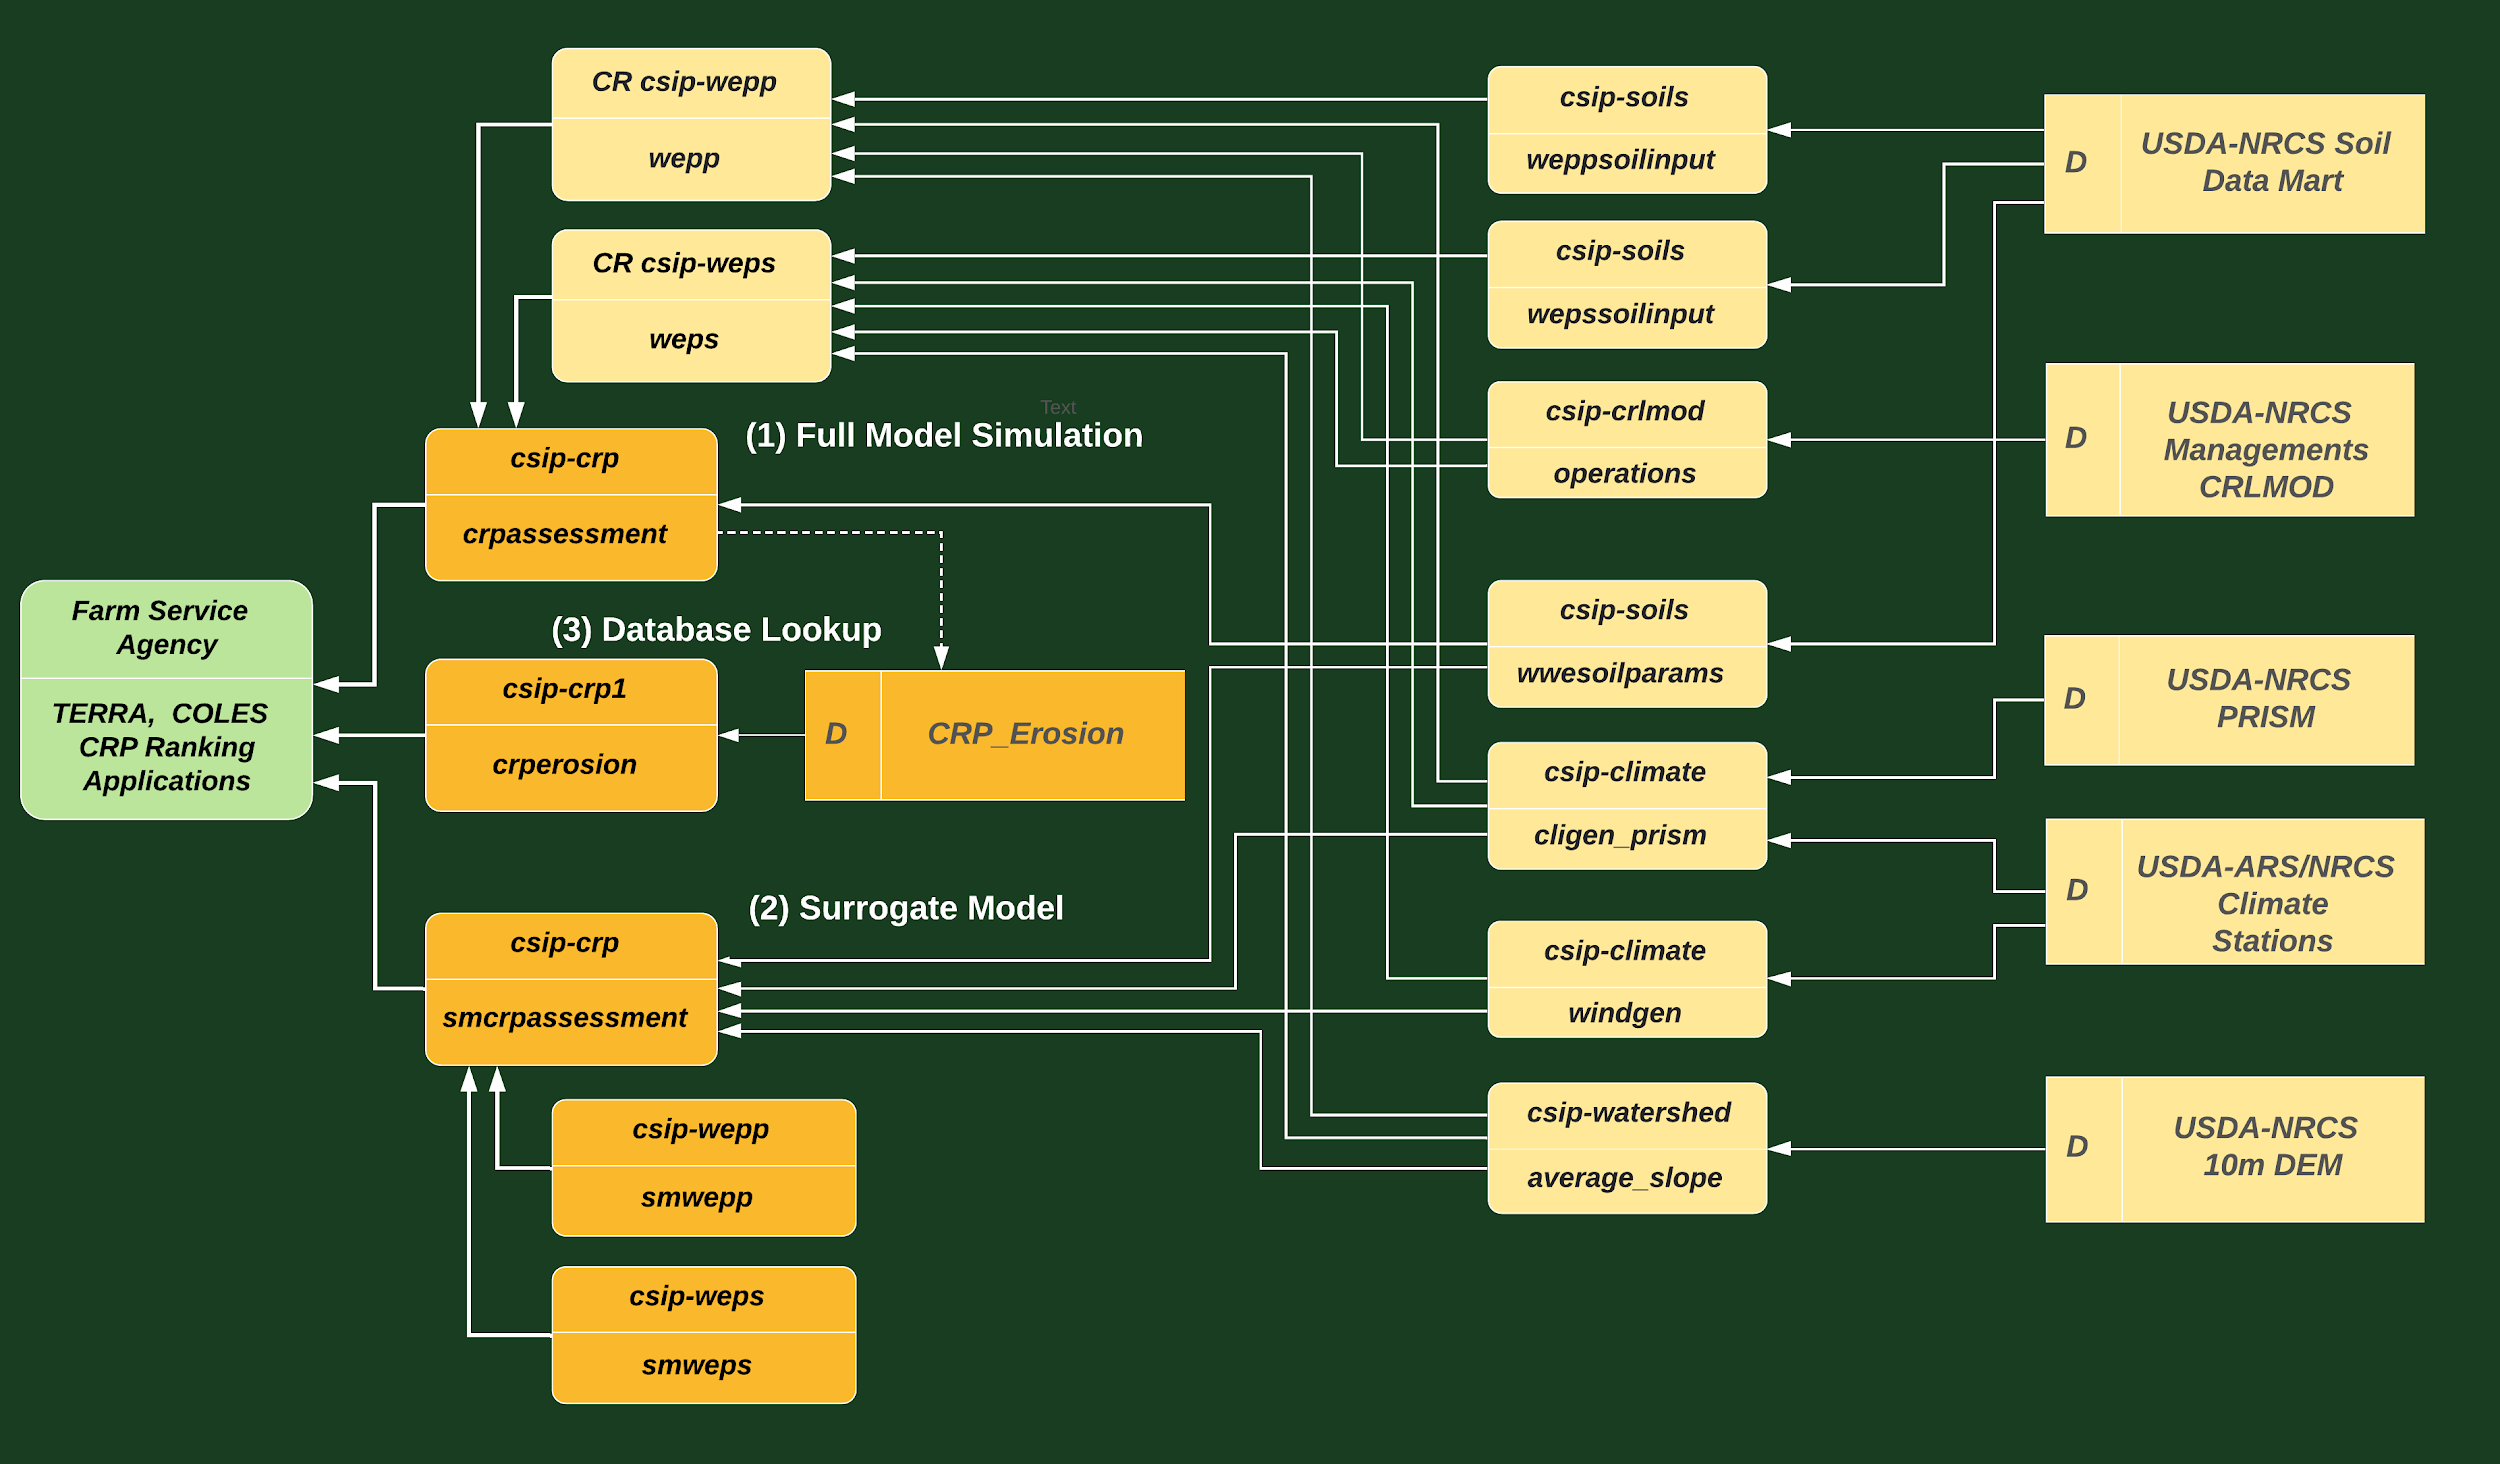 CR csip-wepp
wepp
CR csip-weps
weps
Text
(1) Full Model Simulation
csip-crp
crpassessment
(3) Database Lookup
Farm Service
Agency
TERRA, COLES
CRP Ranking
Applications
csip-crp1
crperosion
D
CRP_Erosion
(2) Surrogate Model
csip-crp
smcrpassessment
csip-wepp
smwepp
csip-weps
smweps
csip-soils
weppsoilinput
csip-soils
wepssoilinput
csip-crlmod
operations
csip-soils
wwesoilparams
csip-climate
cligen_prism
csip-climate
windgen
csip-watershed
average_slope
D
USDA-NRCS Soil
Data Mart
D
USDA-NRCS
Managements
CRLMOD
D
USDA-NRCS
PRISM
D
USDA-ARS/NRCS
Climate
Stations
D
USDA-NRCS
10m DEM